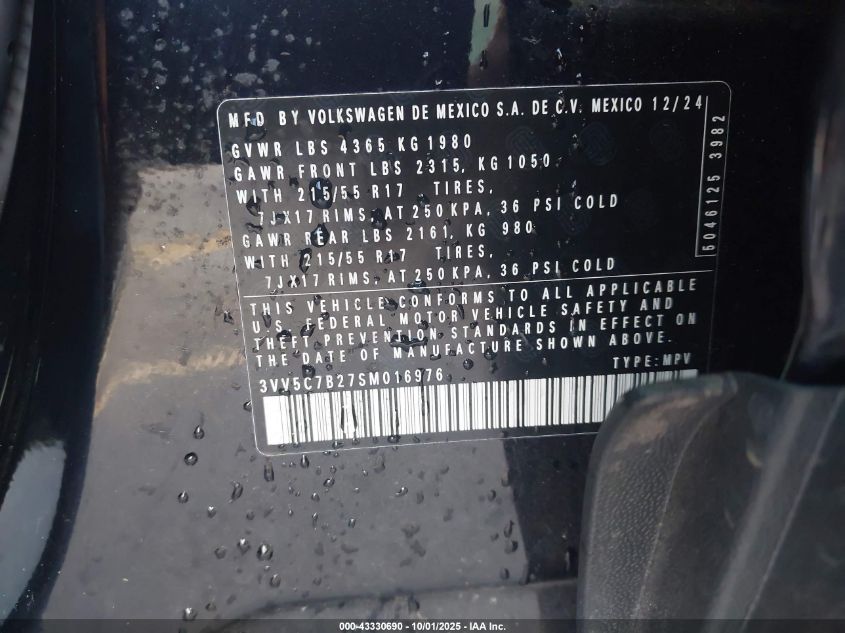 MFD BY VOLKSWAGEN DE MEXICO S.A. DE C.V. MEXICO 12/24
GVWR LBS 4365 KG 1980
GAWR FRONT LBS 2315, KG 1050
WITH 215/55 R17 TIRES,
7JX17 RIMS, AT 250 KPA, 36 PSI COLD
GAWR REAR LBS 2161, KG 980
WITH 215/55 R17 TIRES,
7JX17 RIMS, AT 250 KPA, 36 PSI COLD
5046125 3982
THIS VEHICLE CONFORMS TO ALL APPLICABLE
U.S. FEDERAL MOTOR VEHICLE SAFETY AND
THEFT PREVENTION STANDARDS IN EFFECT ON
THE DATE OF MANUFACTURE SHOWN ABOVE.
3VV5C7B27SM016976 TYPE: MPV
000-43330690 - 10/01/2025 - IAA Inc.